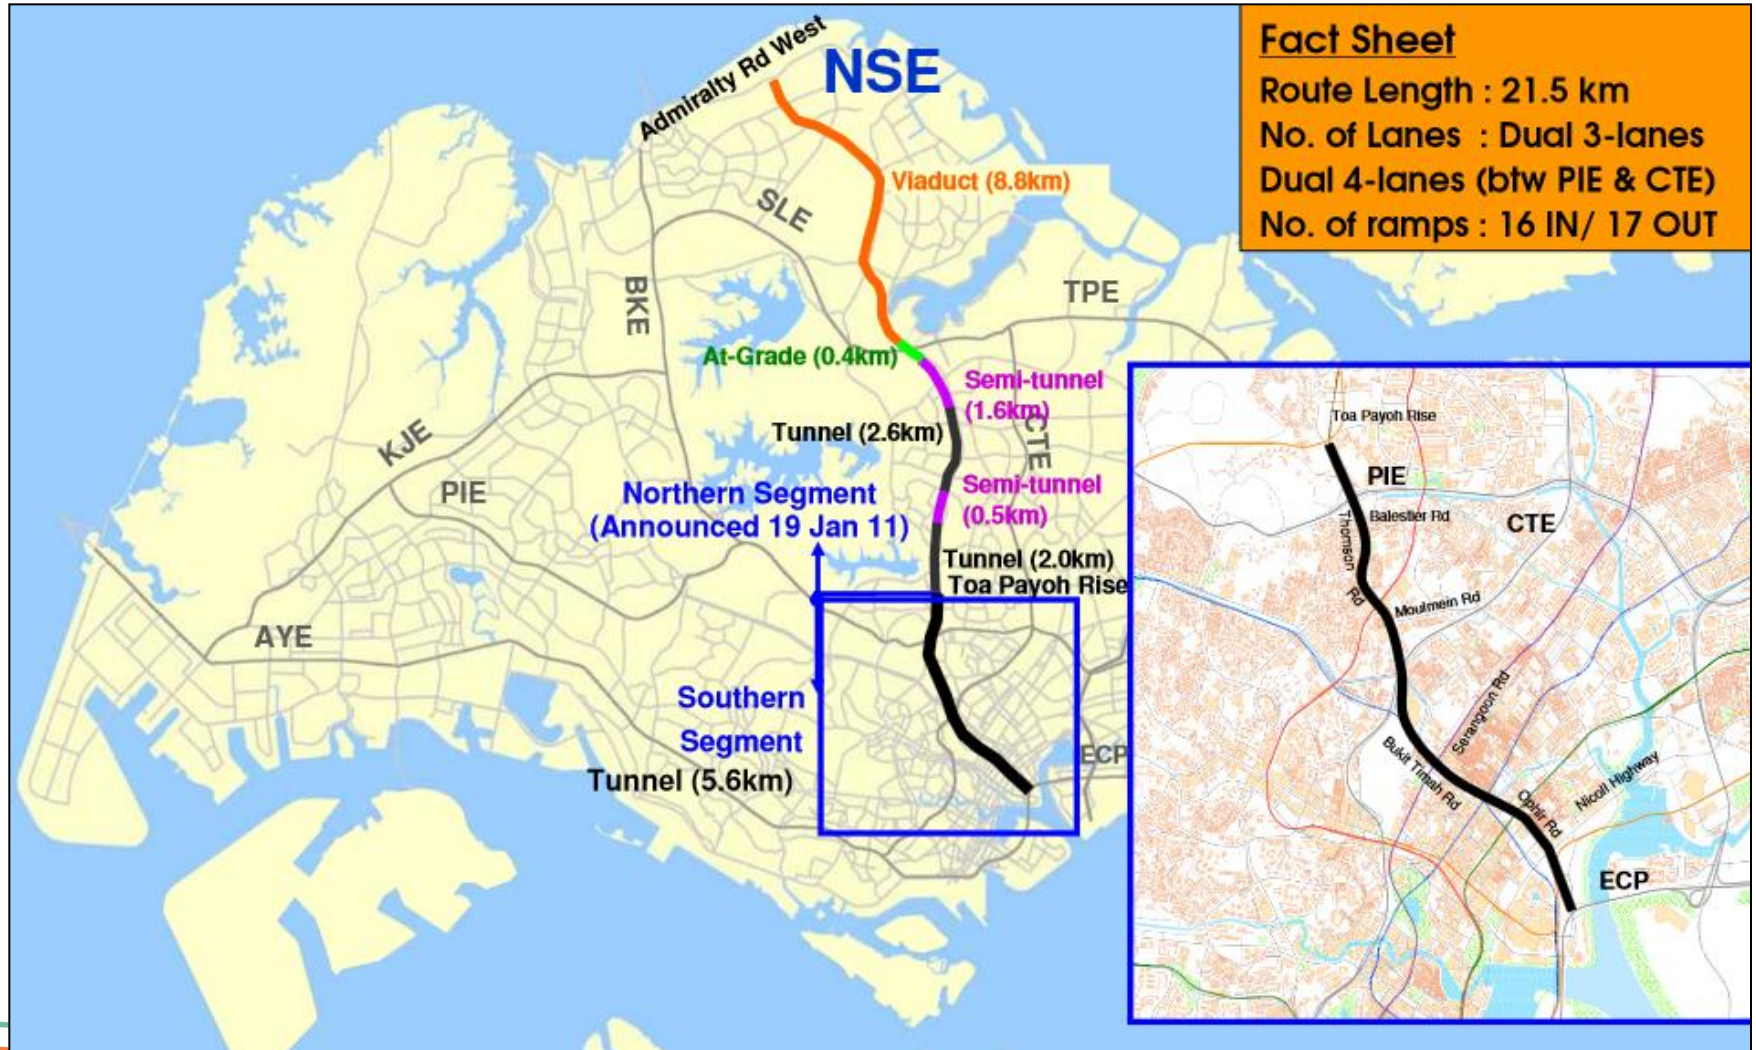 Fact Sheet
Route Length : 21.5 km
No. of Lanes : Dual 3-lanes
Dual 4-lanes (btw PIE & CTE)
No. of ramps : 16 IN/ 17 OUT
NSE
Admiralty Rd West
Viaduct (8.8km)
SLE
BKE
TPE
At-Grade (0.4km)
Semi-tunnel
(1.6km)
CTE
Tunnel (2.6km)
KJE
PIE
Semi-tunnel
(0.5km)
Northern Segment
(Announced 19 Jan 11)
Tunnel (2.0km)
Toa Payoh Rise
AYE
Southern
Segment
Tunnel (5.6km)
ECP
Toa Payoh Rise
PIE
Balestier Rd
CTE
Thomson Rd
Moulmein Rd
Serangoon Rd
Bukit Timah Rd
Ophir Rd
Nicoll Highway
ECP